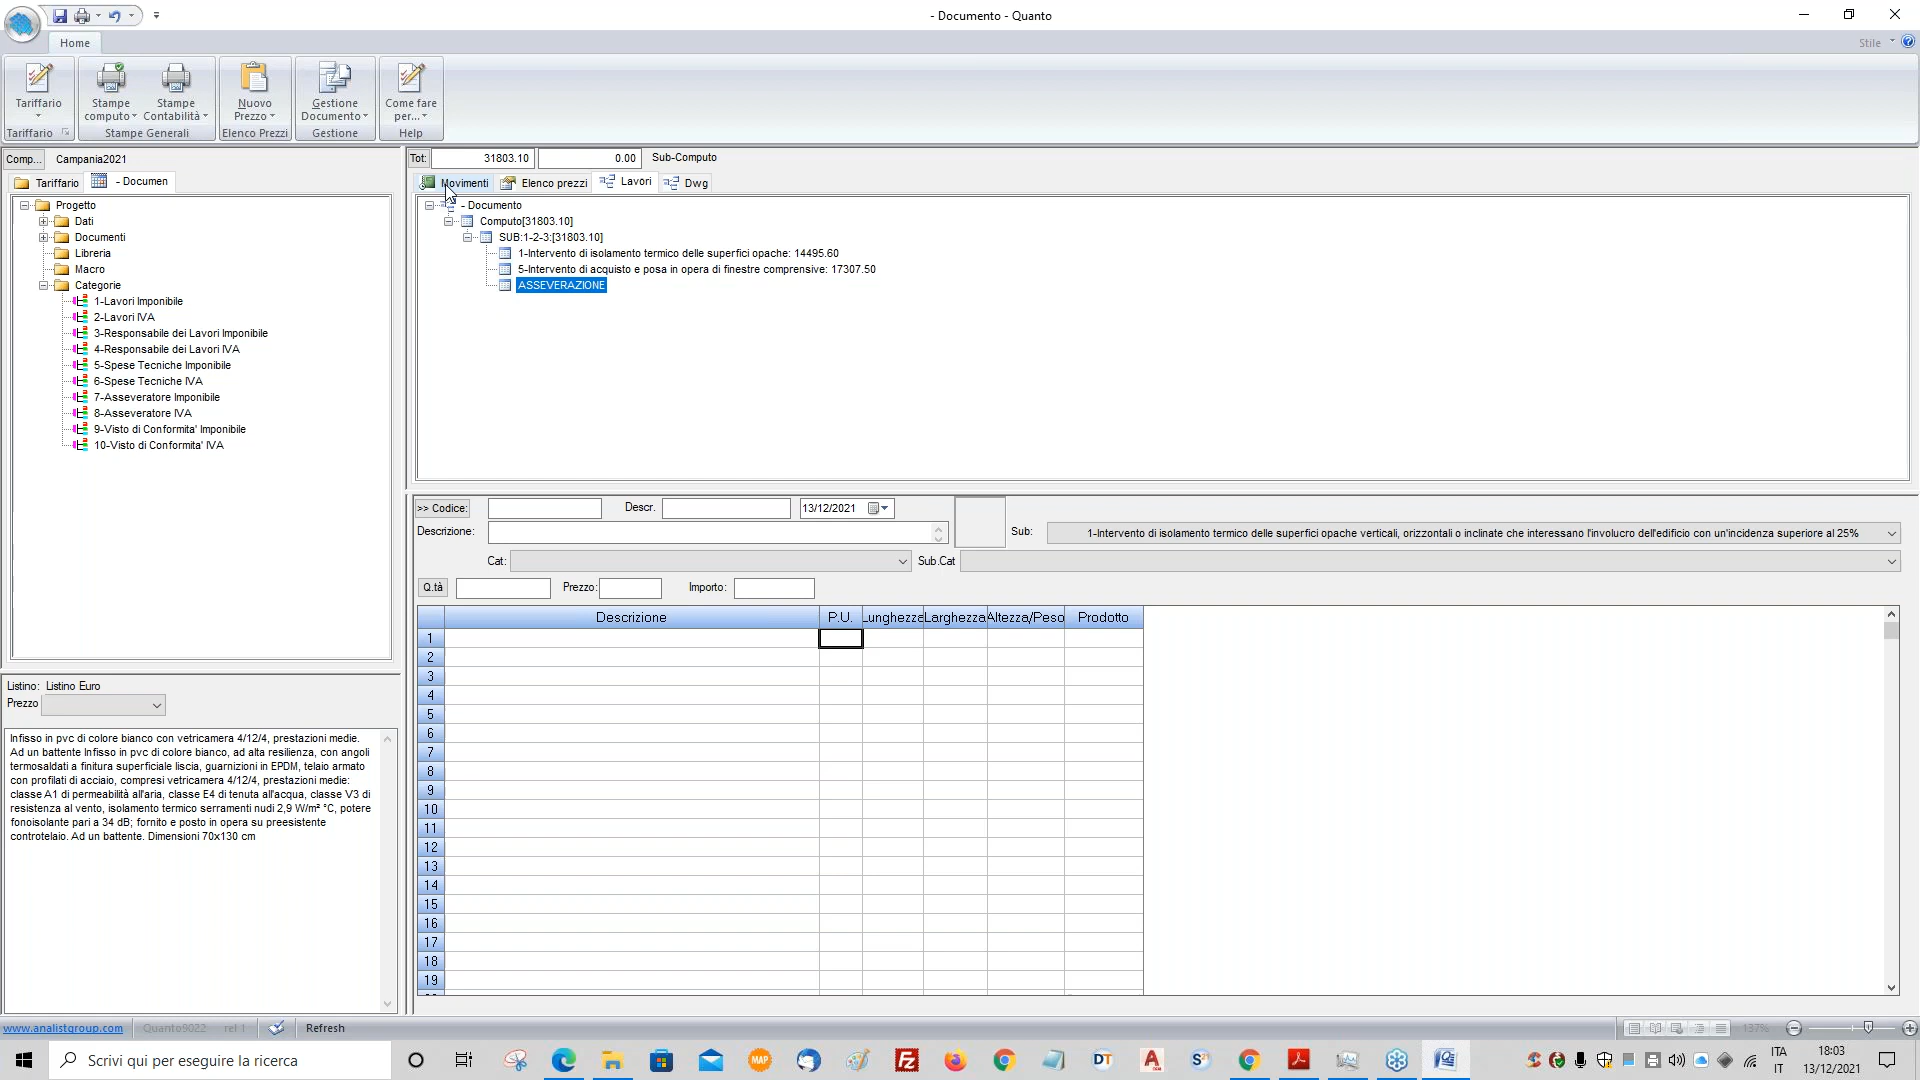 - Documento - Quanto
Home
Stile
Tariffario
Stampe computo
Stampe Contabilità
Nuovo Prezzo
Gestione Documento
Come fare per...
Tariffario
Stampe Generali
Elenco Prezzi
Gestione
Help
Comp...
Campania2021
Tariffario
- Documen
Progetto
Dati
Documenti
Libreria
Macro
Categorie
1-Lavori Imponibile
2-Lavori IVA
3-Responsabile dei Lavori Imponibile
4-Responsabile dei Lavori IVA
5-Spese Tecniche Imponibile
6-Spese Tecniche IVA
7-Asseveratore Imponibile
8-Asseveratore IVA
9-Visto di Conformita' Imponibile
10-Visto di Conformita' IVA
Listino: Listino Euro
Prezzo
Infisso in pvc di colore bianco con vetricamera 4/12/4, prestazioni medie.
Ad un battente Infisso in pvc di colore bianco, ad alta resilienza, con angoli
termosaldati a finitura superficiale liscia, guarnizioni in EPDM, telaio armato
con profilati di acciaio, compresi vetricamera 4/12/4, prestazioni medie:
classe A1 di permeabilità all'aria, classe E4 di tenuta all'acqua, classe V3 di
resistenza al vento, isolamento termico serramenti nudi 2,9 W/m² °C, potere
fonoisolante pari a 34 dB; fornito e posto in opera su preesistente
controtelaio. Ad un battente. Dimensioni 70x130 cm
Tot: 31803.10 0.00 Sub-Computo
Movimenti Elenco prezzi Lavori Dwg
- Documento
Computo[31803.10]
SUB:1-2-3:[31803.10]
1-Intervento di isolamento termico delle superfici opache: 14495.60
5-Intervento di acquisto e posa in opera di finestre comprensive: 17307.50
ASSEVERAZIONE
>> Codice: Descr. 13/12/2021
Descrizione:
Sub: 1-Intervento di isolamento termico delle superfici opache verticali, orizzontali o inclinate che interessano l'involucro dell'edificio con un'incidenza superiore al 25%
Cat: Sub.Cat
Q.tà Prezzo: Importo:
Descrizione P.U. Lunghezza Larghezza Altezza/Peso Prodotto
1
2
3
4
5
6
7
8
9
10
11
12
13
14
15
16
17
18
19
www.analistgroup.com Quanto9022 rel 1 Refresh
137%
Scrivi qui per eseguire la ricerca
MAP
DT
ITA
IT
18:03
13/12/2021